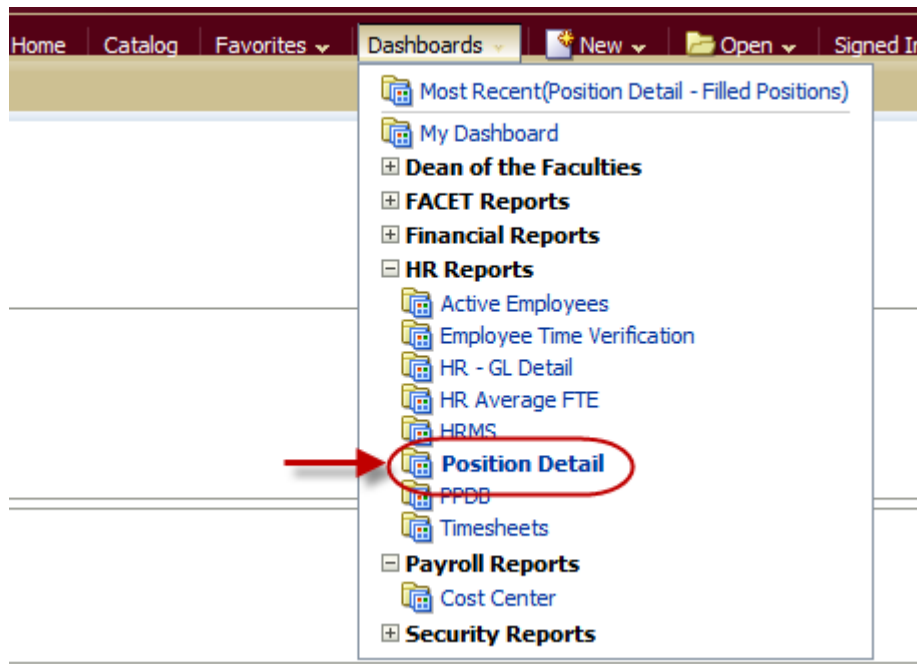 Home Catalog Favorites Dashboards New Open Signed In
Most Recent(Position Detail - Filled Positions)
My Dashboard
Dean of the Faculties
FACET Reports
Financial Reports
HR Reports
Active Employees
Employee Time Verification
HR - GL Detail
HR Average FTE
HRMS
Position Detail
PPDB
Timesheets
Payroll Reports
Cost Center
Security Reports